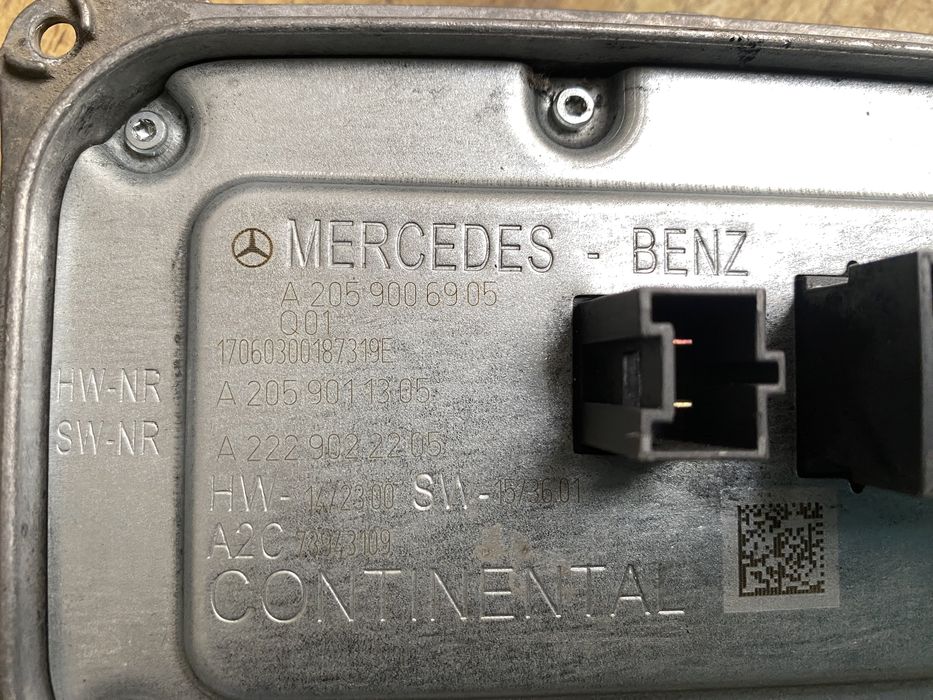 MERCEDES - BENZ
A 205 900 69 05
Q01
17060300187319E
HW-NR A 205 901 13 05
SW-NR A 222 902 22 05
HW- 14/23.00 SW- 15/36.01
A2C 73943109
CONTINENTAL